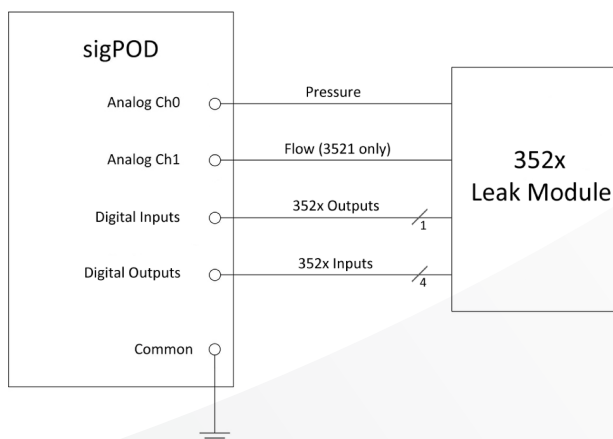 sigPOD
Analog Ch0
Pressure
Analog Ch1
Flow (3521 only)
352x
Leak Module
Digital Inputs
352x Outputs
1
Digital Outputs
352x Inputs
4
Common